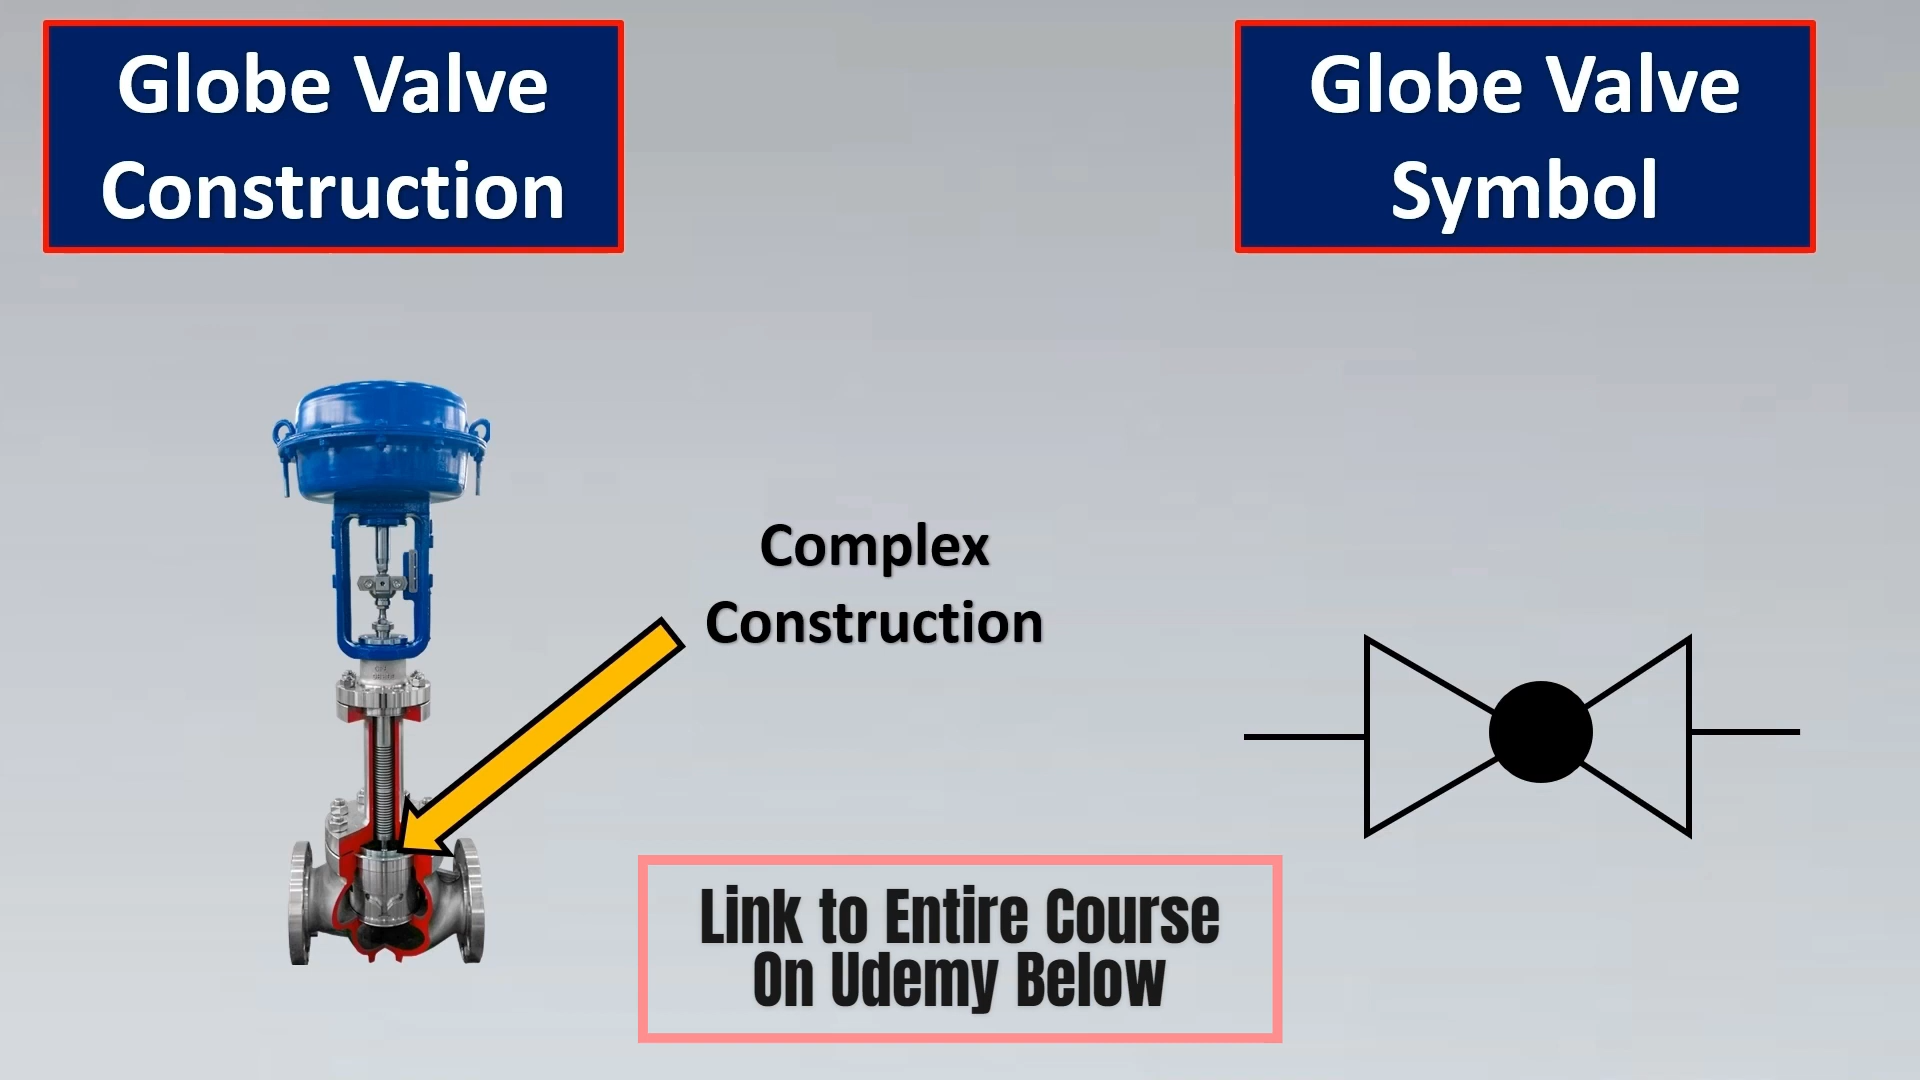 Globe Valve
Construction
Globe Valve
Symbol
Complex
Construction
Link to Entire Course
On Udemy Below